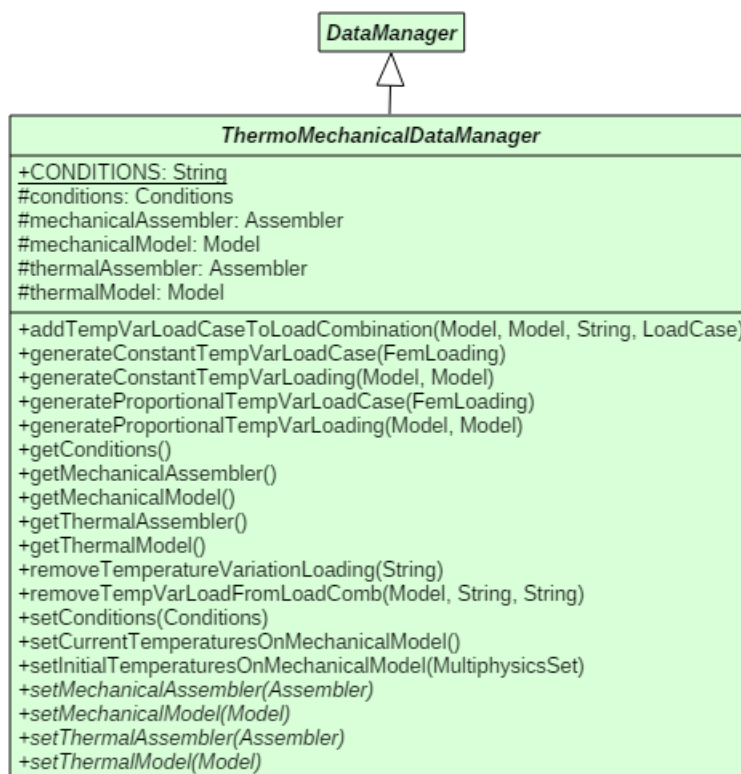 DataManager
ThermoMechanicalDataManager
+CONDITIONS: String
#conditions: Conditions
#mechanicalAssembler: Assembler
#mechanicalModel: Model
#thermalAssembler: Assembler
#thermalModel: Model
+addTempVarLoadCaseToLoadCombination(Model, Model, String, LoadCase)
+generateConstantTempVarLoadCase(FemLoading)
+generateConstantTempVarLoading(Model, Model)
+generateProportionalTempVarLoadCase(FemLoading)
+generateProportionalTempVarLoading(Model, Model)
+getConditions()
+getMechanicalAssembler()
+getMechanicalModel()
+getThermalAssembler()
+getThermalModel()
+removeTemperatureVariationLoading(String)
+removeTempVarLoadFromLoadComb(Model, String, String)
+setConditions(Conditions)
+setCurrentTemperaturesOnMechanicalModel()
+setInitialTemperaturesOnMechanicalModel(MultiphysicsSet)
+setMechanicalAssembler(Assembler)
+setMechanicalModel(Model)
+setThermalAssembler(Assembler)
+setThermalModel(Model)